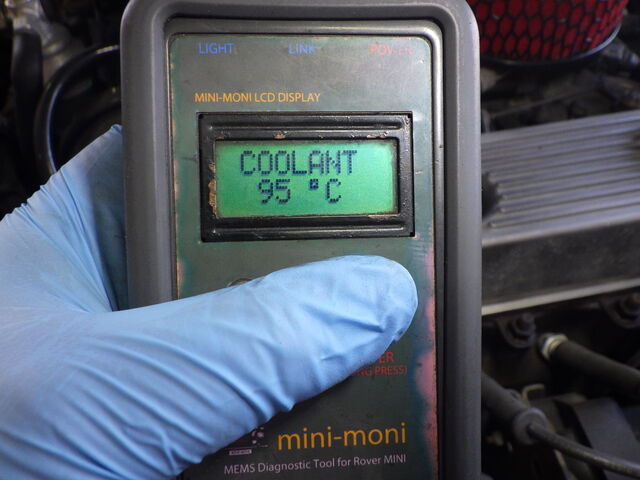 LIGHT LINK POWER
MINI-MONI LCD DISPLAY
COOLANT
95 °C
mini-moni
MEMS Diagnostic Tool for Rover MINI